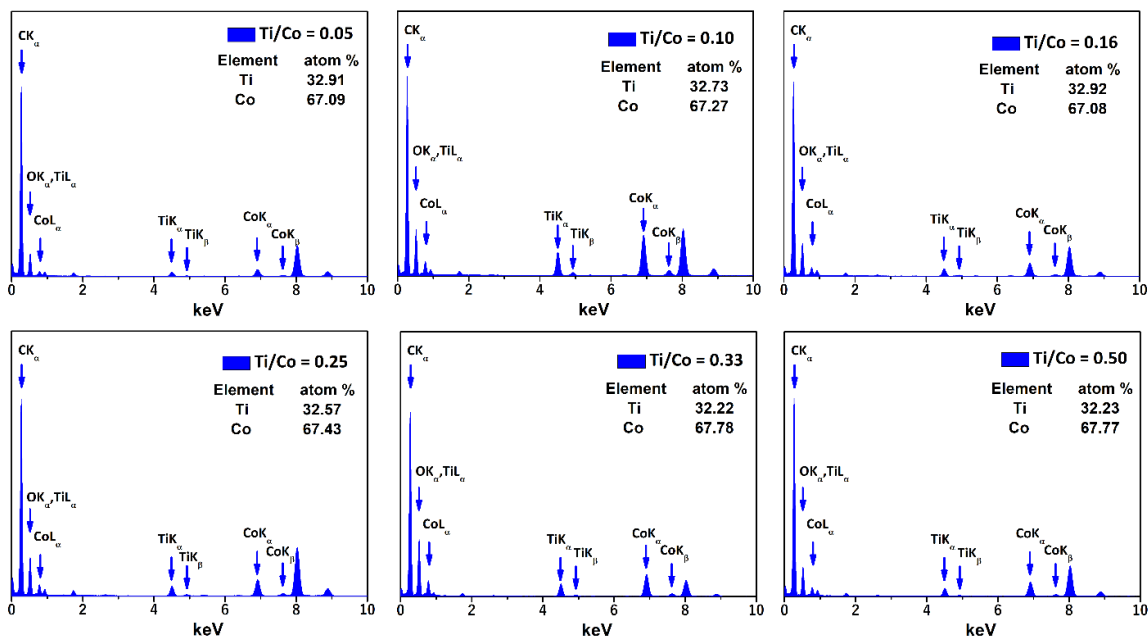 CKα
Ti/Co = 0.05
Element atom %
Ti 32.91
Co 67.09
OKα,TiLα
CoLα
TiKα
TiKβ
CoKα
CoKβ
0 2 4 6 8 10
keV
CKα
Ti/Co = 0.10
Element atom %
Ti 32.73
Co 67.27
OKα,TiLα
CoLα
TiKα
TiKβ
CoKα
CoKβ
0 2 4 6 8 10
keV
CKα
Ti/Co = 0.16
Element atom %
Ti 32.92
Co 67.08
OKα,TiLα
CoLα
TiKα
TiKβ
CoKα
CoKβ
0 2 4 6 8 10
keV
CKα
Ti/Co = 0.25
Element atom %
Ti 32.57
Co 67.43
OKα,TiLα
CoLα
TiKα
TiKβ
CoKα
CoKβ
0 2 4 6 8 10
keV
CKα
Ti/Co = 0.33
Element atom %
Ti 32.22
Co 67.78
OKα,TiLα
CoLα
TiKα
TiKβ
CoKα
CoKβ
0 2 4 6 8 10
keV
CKα
Ti/Co = 0.50
Element atom %
Ti 32.23
Co 67.77
OKα,TiLα
CoLα
TiKα
TiKβ
CoKα
CoKβ
0 2 4 6 8 10
keV